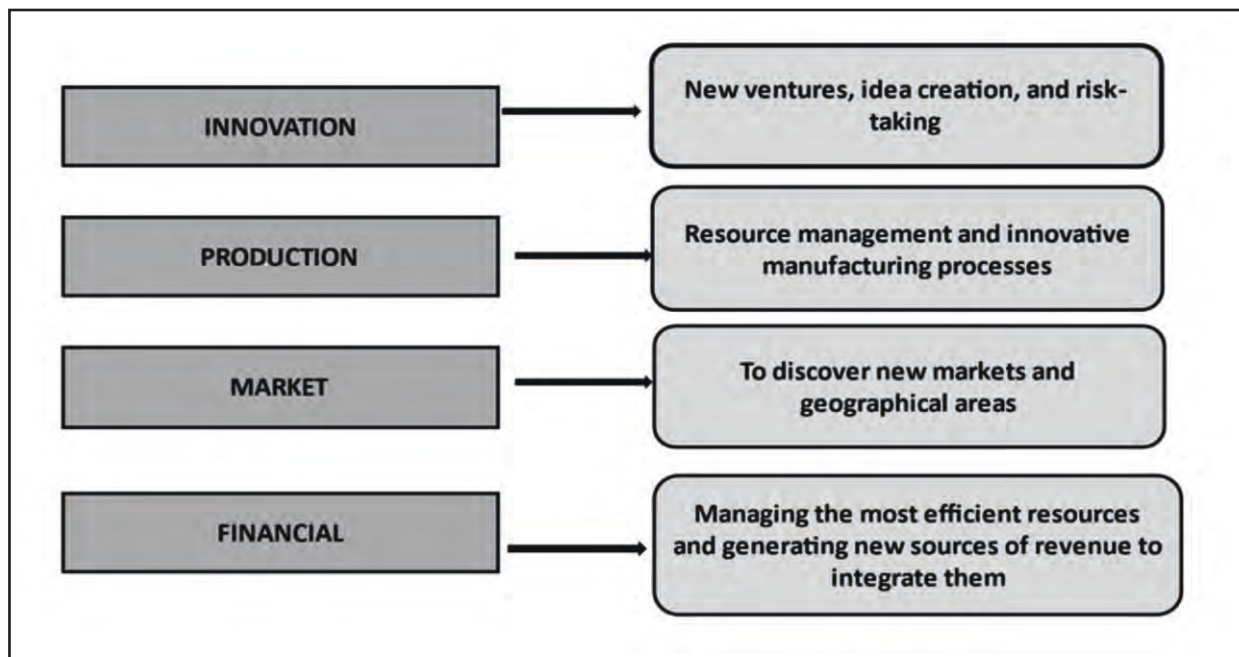 INNOVATION
New ventures, idea creation, and risk-
taking
PRODUCTION
Resource management and innovative
manufacturing processes
MARKET
To discover new markets and
geographical areas
FINANCIAL
Managing the most efficient resources
and generating new sources of revenue to
integrate them